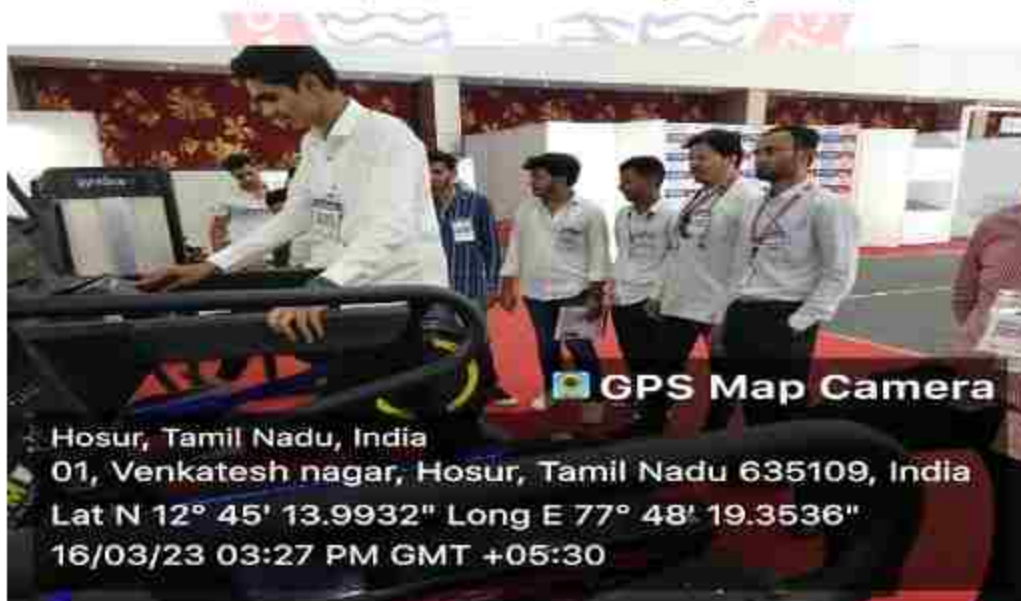 GPS Map Camera
Hosur, Tamil Nadu, India
01, Venkatesh nagar, Hosur, Tamil Nadu 635109, India
Lat N 12° 45' 13.9932" Long E 77° 48' 19.3536"
16/03/23 03:27 PM GMT +05:30